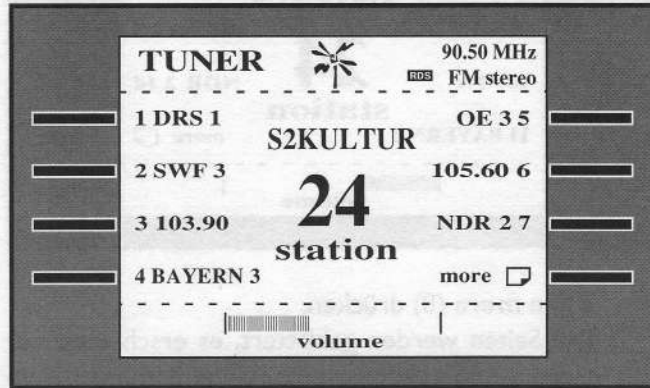 TUNER
90.50 MHz
RDS FM stereo
1 DRS 1
OE 3 5
S2KULTUR
2 SWF 3
105.60 6
24
3 103.90
NDR 2 7
station
4 BAYERN 3
more
volume